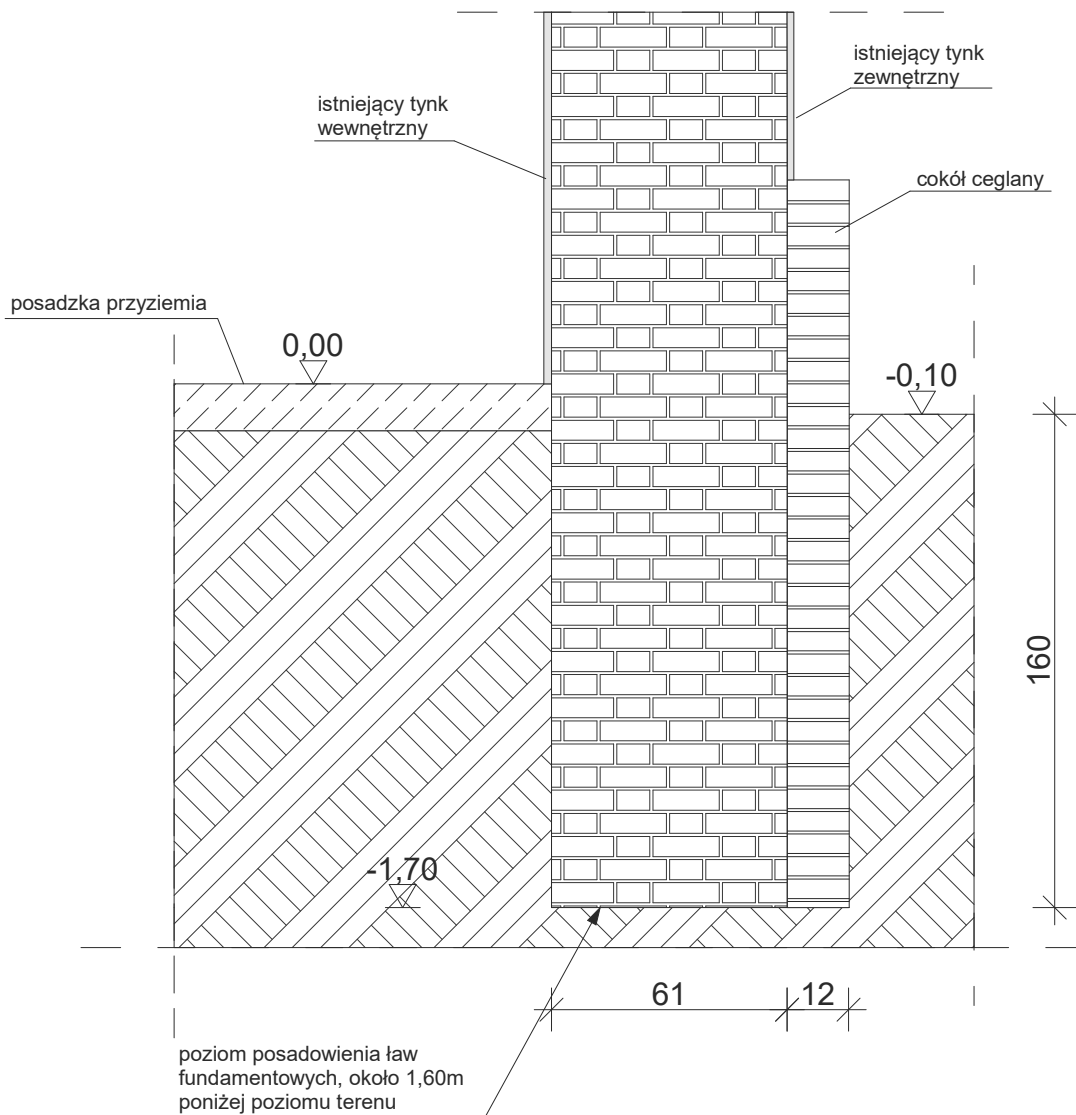 istniejący tynk
zewnętrzny
istniejący tynk
wewnętrzny
cokół ceglany
posadzka przyziemia
0,00
-0,10
160
-1,70
61
12
poziom posadowienia ław
fundamentowych, około 1,60m
poniżej poziomu terenu